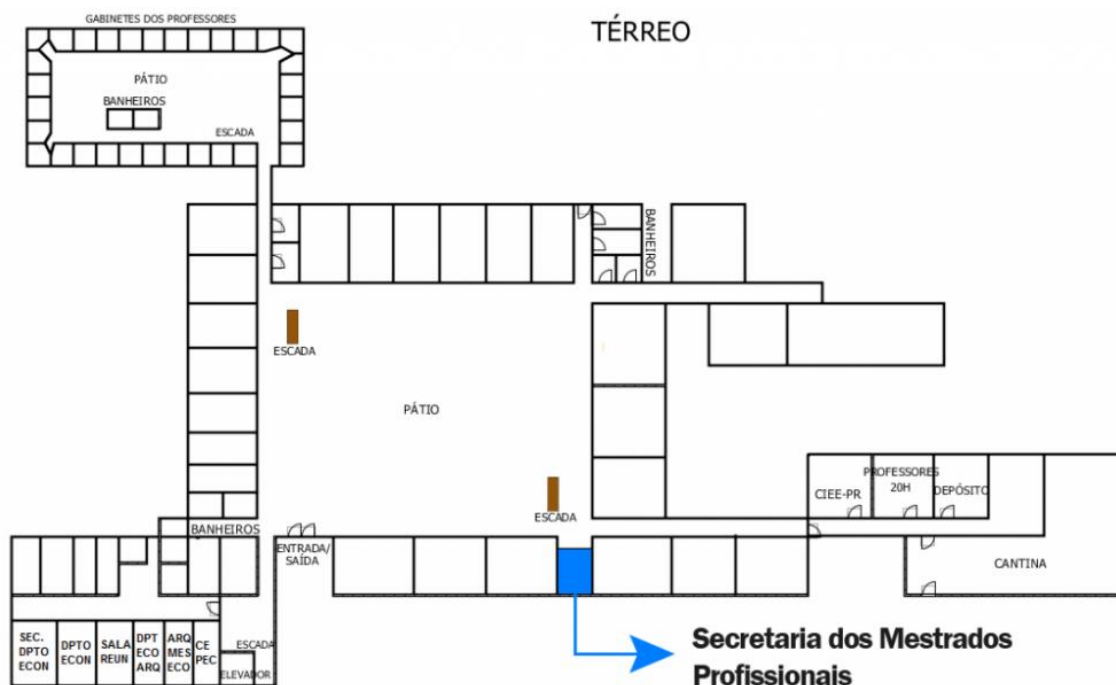 TÉRREO
GABINETES DOS PROFESSORES
PÁTIO
BANHEIROS
ESCADA
BANHEIROS
ESCADA
PÁTIO
ESCADA
CIEE-PR
PROFESSORES
20H
DEPÓSITO
BANHEIROS
ENTRADA/
SAÍDA
CANTINA
SEC.
DPTO
ECON
DPTO
ECON
SALA
REUN
DPT
ECO
ARQ
ARQ
MES
ECO
CE
PEC
ESCADA
ELEVADOR
Secretaria dos Mestrados
Profissionais